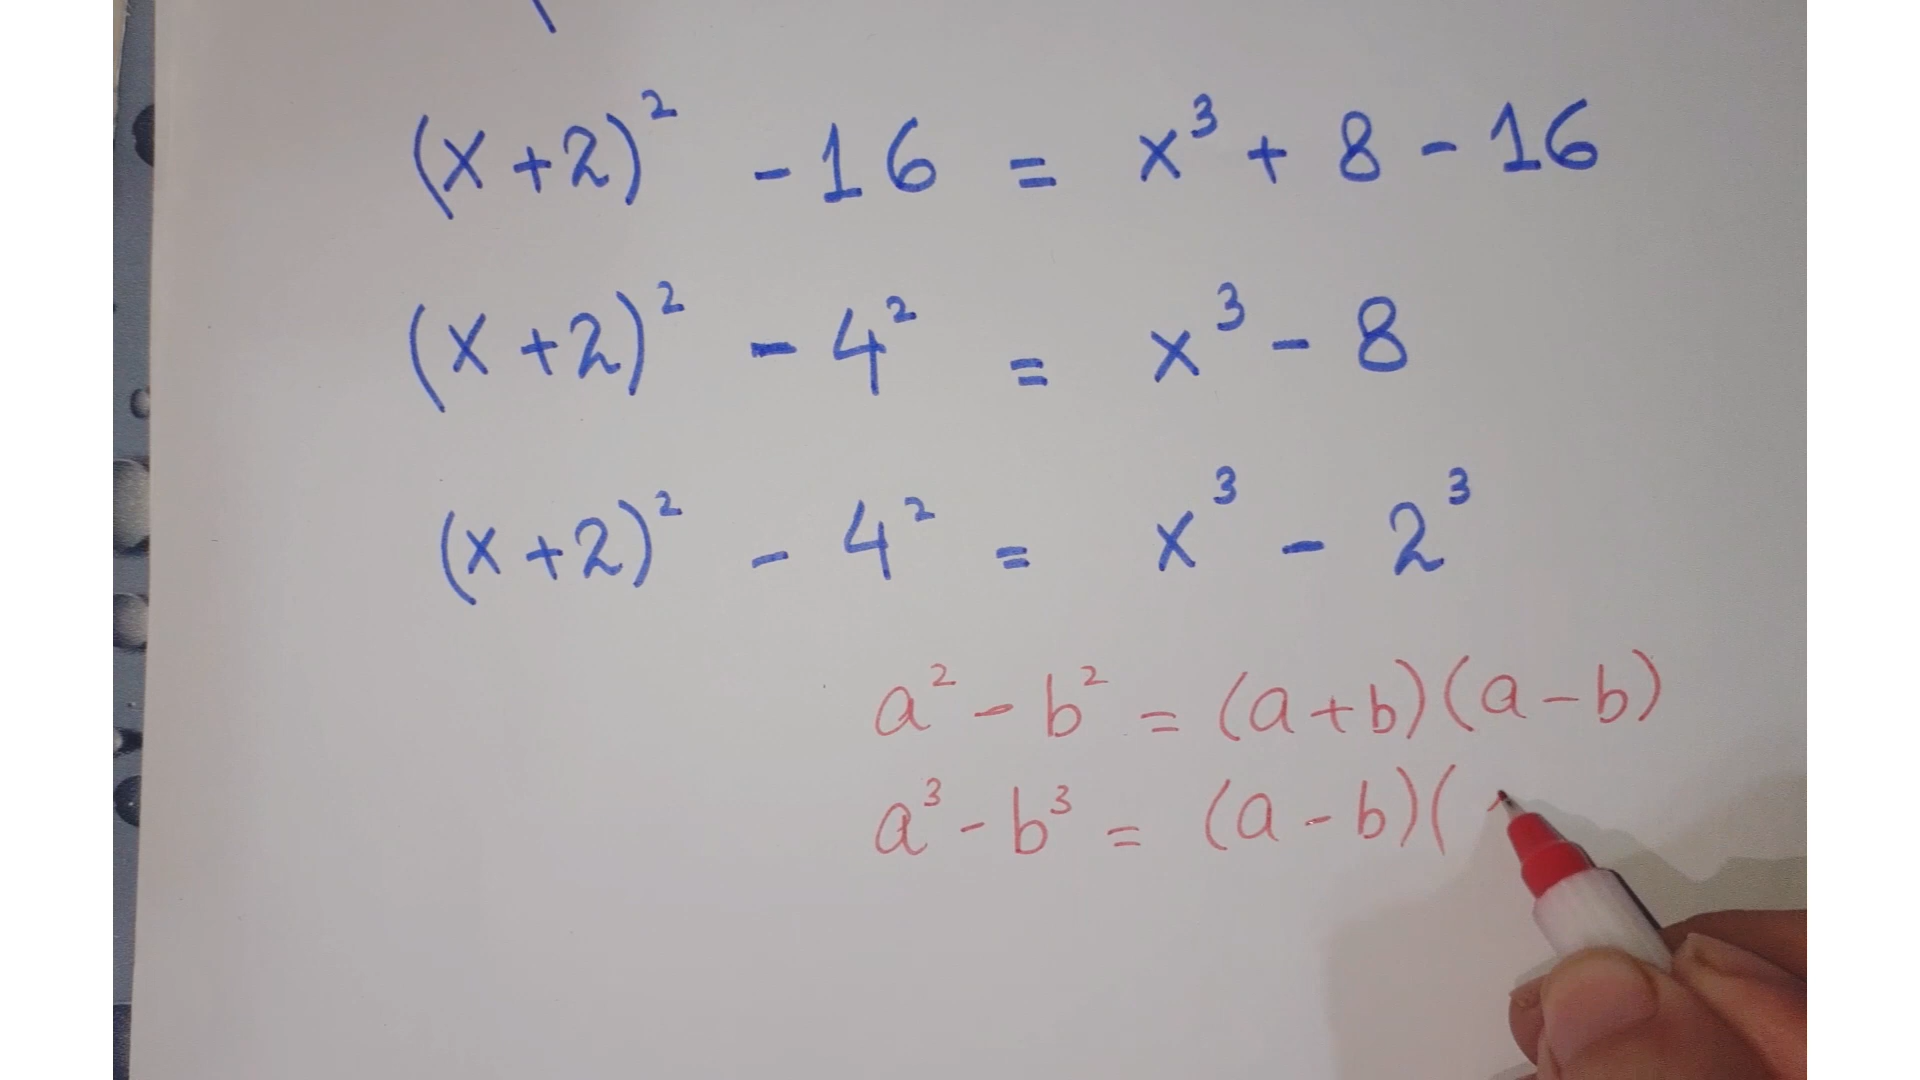 (x+2)² - 16 = x³ + 8 - 16
(x+2)² - 4² = x³ - 8
(x+2)² - 4² = x³ - 2³
a² - b² = (a+b)(a-b)
a³ - b³ = (a-b)(